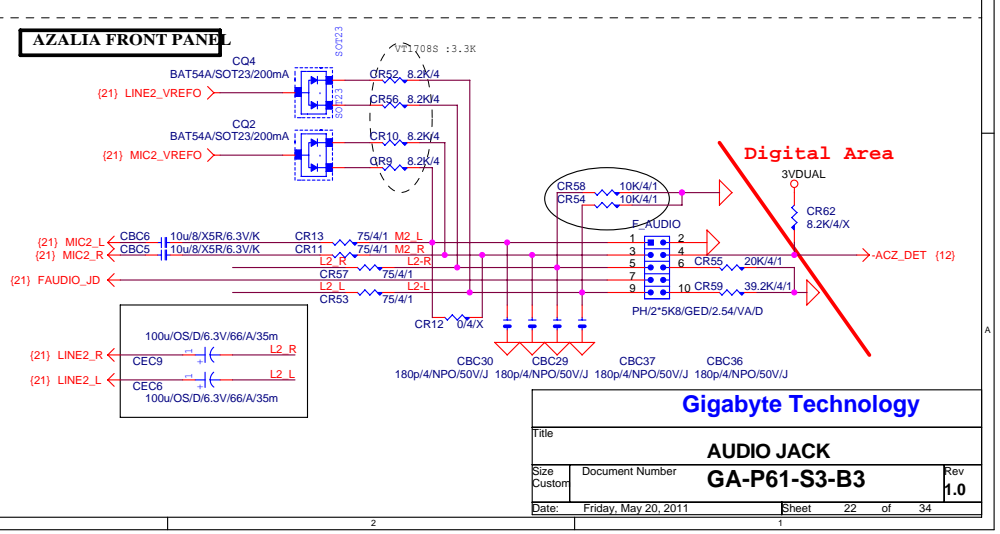 AZALIA FRONT PANEL
SOT23
VT1708S :3.3K
CQ4
BAT54A/SOT23/200mA
CR52 8.2K/4
{21} LINE2_VREFO
CR56 8.2K/4
SOT23
CQ2
BAT54A/SOT23/200mA
CR10 8.2K/4
{21} MIC2_VREFO
CR9 8.2K/4
Digital Area
3VDUAL
CR58 10K/4/1
CR54 10K/4/1
CR62
8.2K/4/X
F_AUDIO
{21} MIC2_L CBC6 10u/8/X5R/6.3V/K CR13 75/4/1 M2_L 1 2
{21} MIC2_R CBC5 10u/8/X5R/6.3V/K CR11 75/4/1 M2_R 3 4 -ACZ_DET {12}
L2_R L2-R 5 6 CR55 20K/4/1
{21} FAUDIO_JD CR57 75/4/1 7
L2_L L2-L 9 10 CR59 39.2K/4/1
CR53 75/4/1
PH/2*5K8/GED/2.54/VA/D
CR12 0/4/X
100u/OS/D/6.3V/66/A/35m
{21} LINE2_R 1 + L2_R
CEC9
{21} LINE2_L 1 + L2_L
CEC6
100u/OS/D/6.3V/66/A/35m
CBC30 CBC29 CBC37 CBC36
180p/4/NPO/50V/J 180p/4/NPO/50V/J 180p/4/NPO/50V/J 180p/4/NPO/50V/J
A
Gigabyte Technology
Title
AUDIO JACK
Size Document Number Rev
Custom GA-P61-S3-B3 1.0
Date: Friday, May 20, 2011 Sheet 22 of 34
2 1